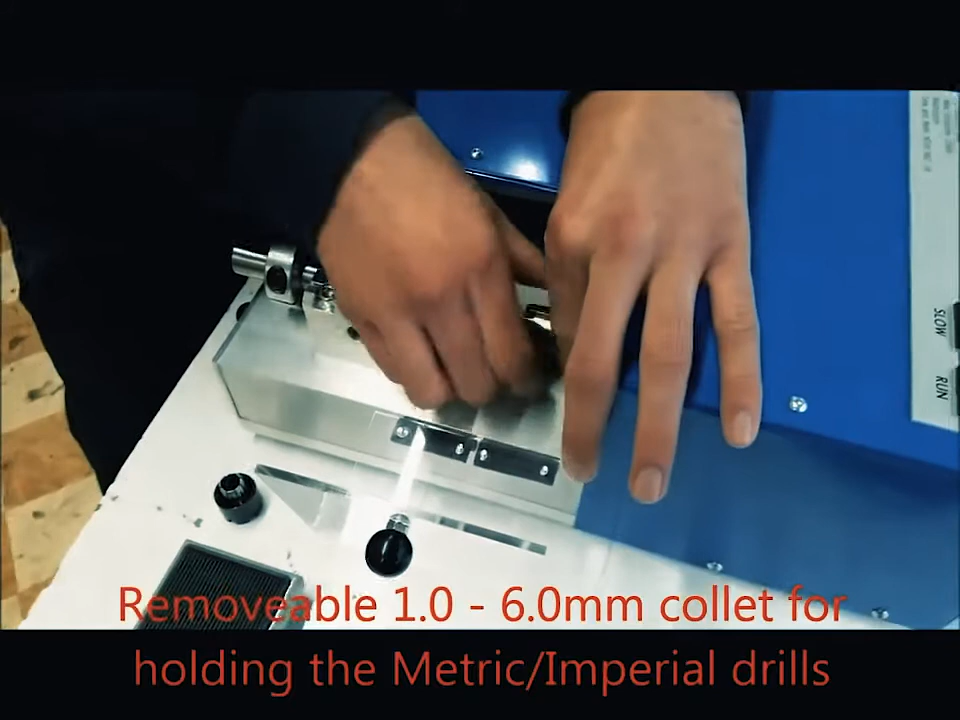 SLOW
RUN
Removeable 1.0 - 6.0mm collet for
holding the Metric/Imperial drills